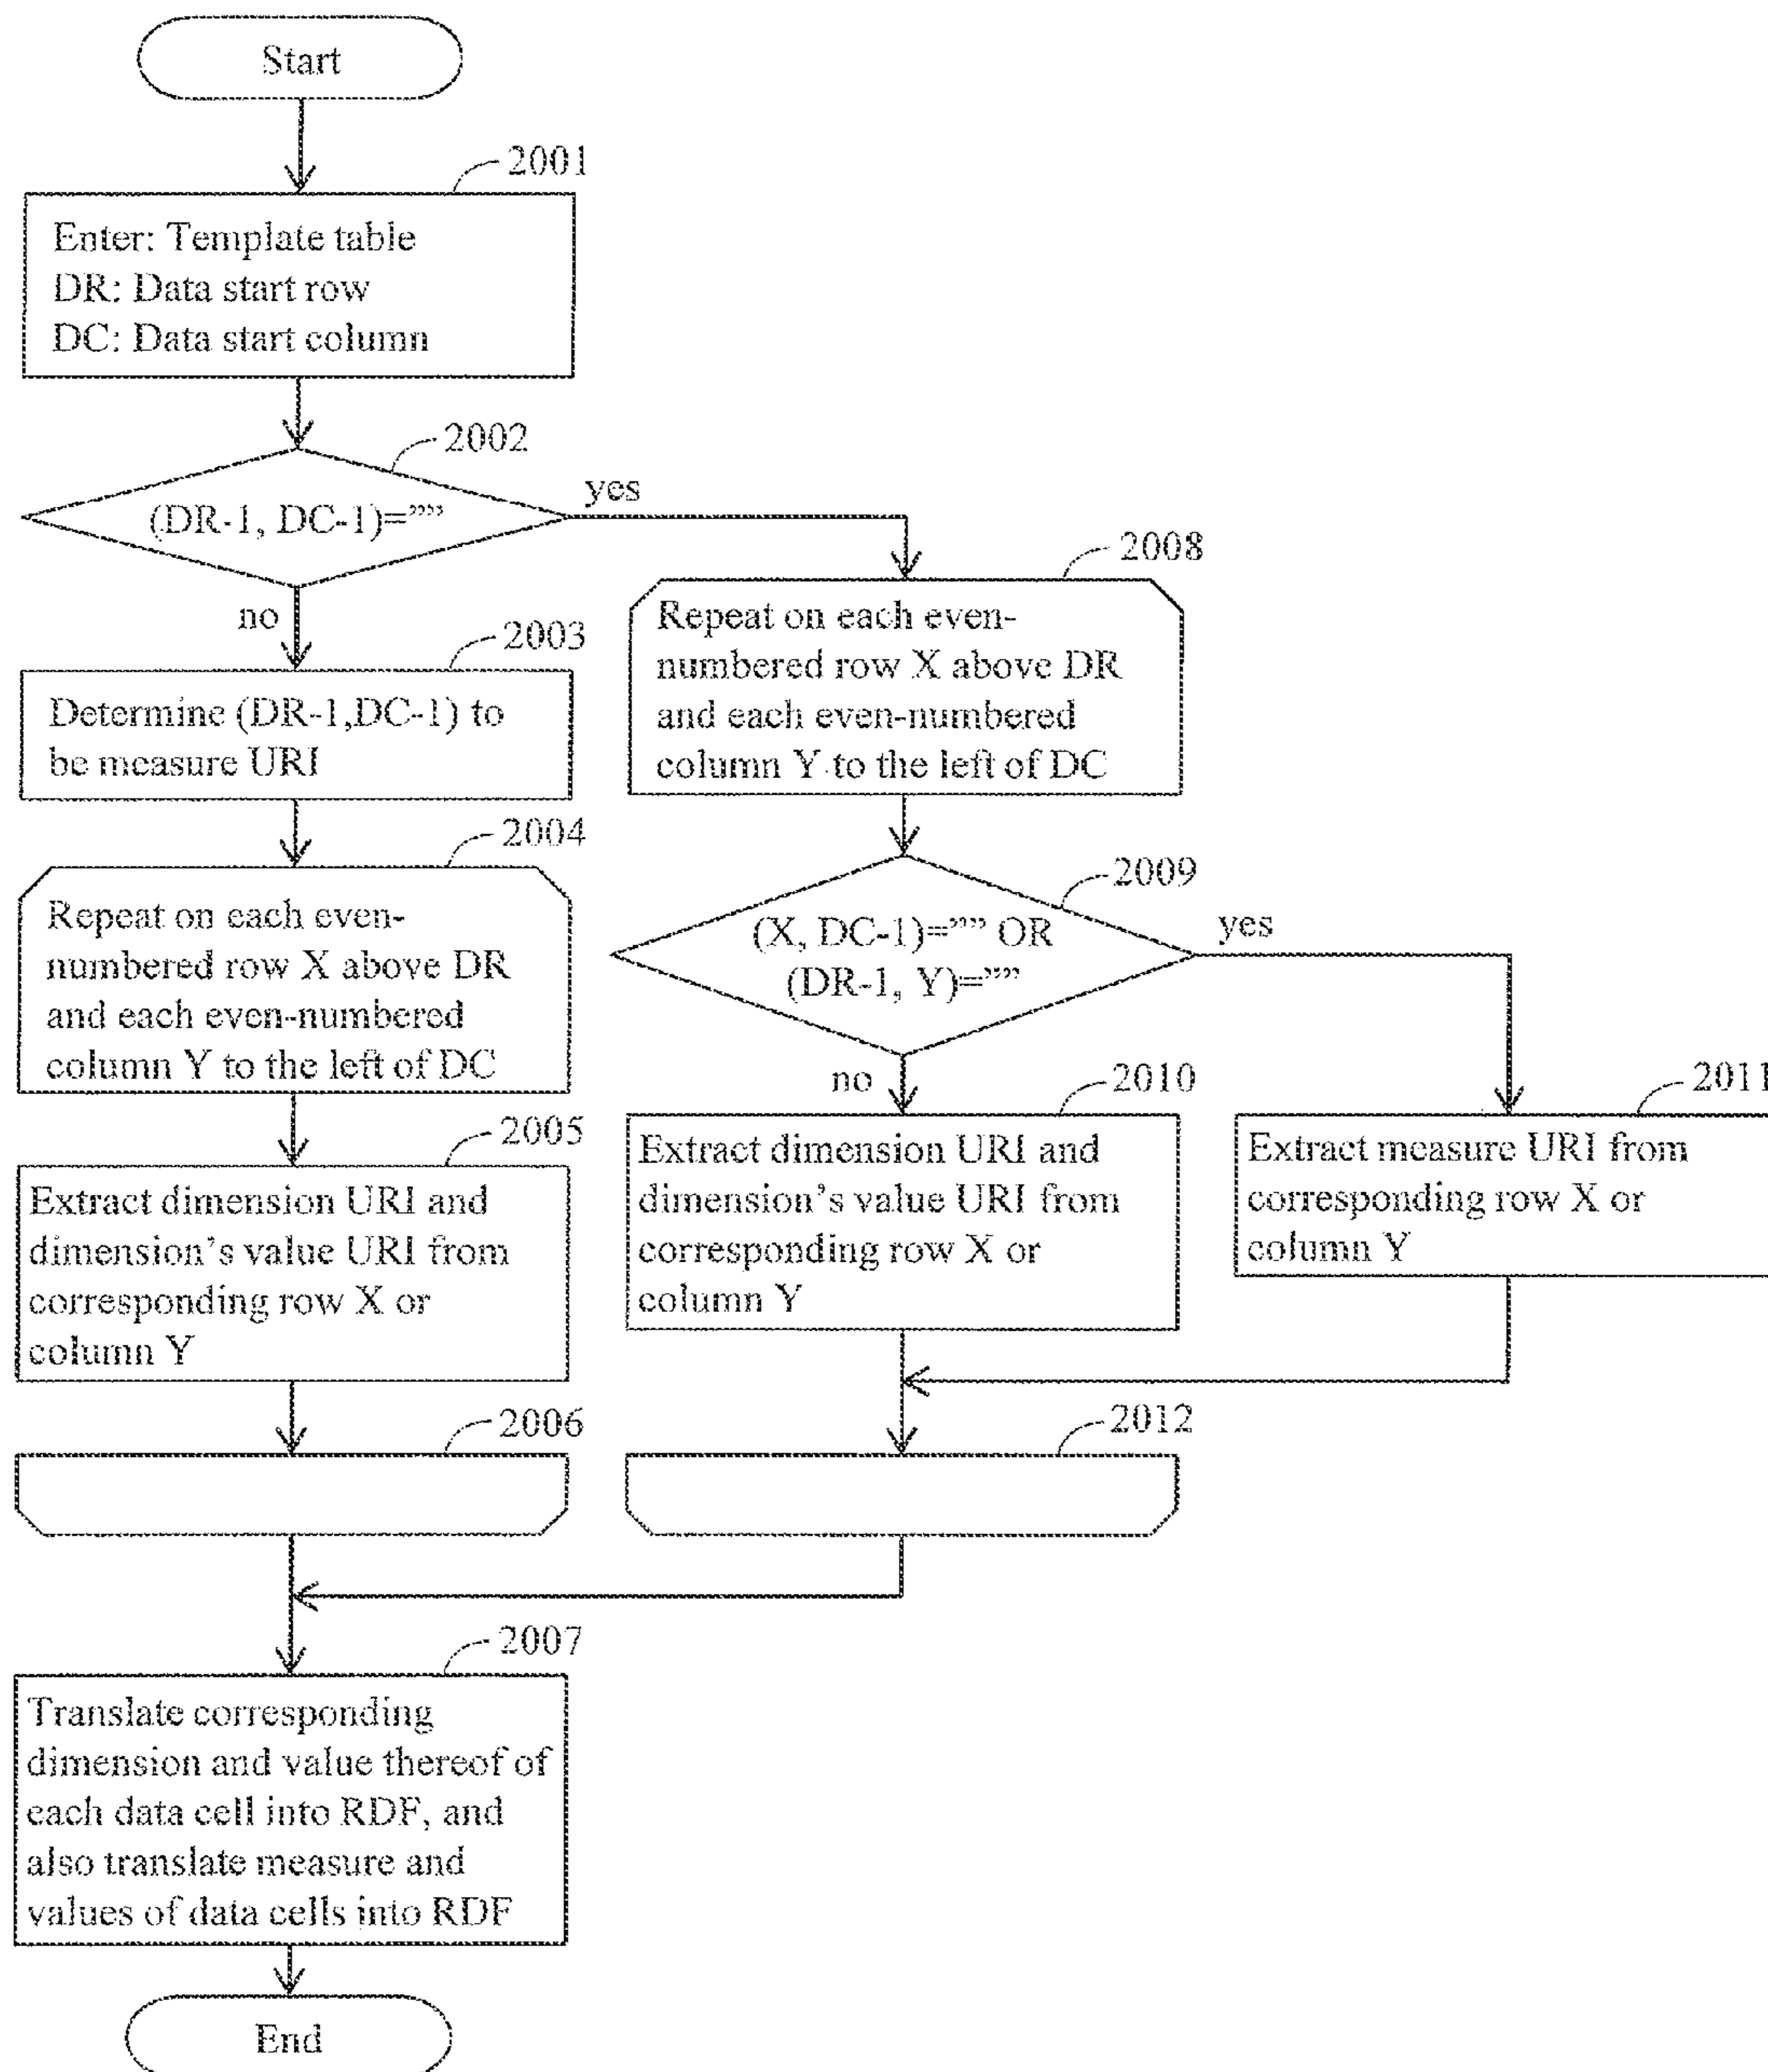 Start
2001
Enter: Template table
DR: Data start row
DC: Data start column
2002
(DR-1, DC-1)=””
yes
no
2003
Determine (DR-1,DC-1) to
be measure URI
2004
Repeat on each even-
numbered row X above DR
and each even-numbered
column Y to the left of DC
2005
Extract dimension URI and
dimension’s value URI from
corresponding row X or
column Y
2006
2008
Repeat on each even-
numbered row X above DR
and each even-numbered
column Y to the left of DC
2009
(X, DC-1)=”” OR
(DR-1, Y)=””
yes
no
2010
Extract dimension URI and
dimension’s value URI from
corresponding row X or
column Y
2011
Extract measure URI from
corresponding row X or
column Y
2012
2007
Translate corresponding
dimension and value thereof of
each data cell into RDF, and
also translate measure and
values of data cells into RDF
End